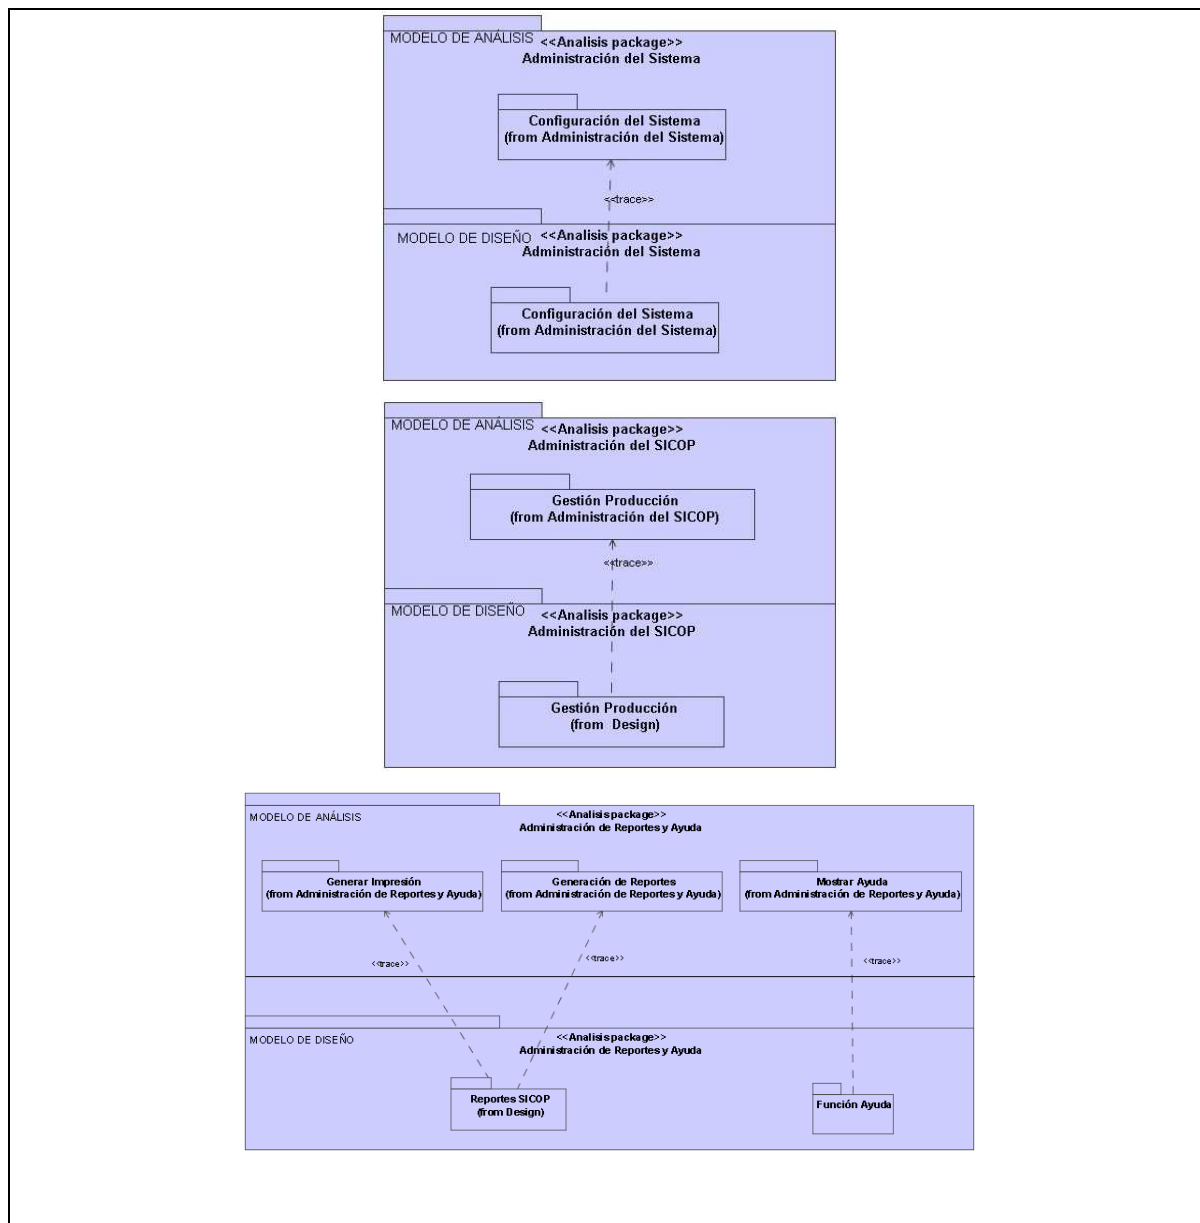 MODELO DE ANÁLISIS
<<Analisis package>>
Administración del Sistema
Configuración del Sistema
(from Administración del Sistema)
<<trace>>
MODELO DE DISEÑO
<<Analisis package>>
Administración del Sistema
Configuración del Sistema
(from Administración del Sistema)
MODELO DE ANÁLISIS
<<Analisis package>>
Administración del SICOP
Gestión Producción
(from Administración del SICOP)
<<trace>>
MODELO DE DISEÑO
<<Analisis package>>
Administración del SICOP
Gestión Producción
(from Design)
MODELO DE ANÁLISIS
<<Analisis package>>
Administración de Reportes y Ayuda
Generar Impresión
(from Administración de Reportes y Ayuda)
Generación de Reportes
(from Administración de Reportes y Ayuda)
Mostrar Ayuda
(from Administración de Reportes y Ayuda)
<<trace>>
<<trace>>
<<trace>>
MODELO DE DISEÑO
<<Analisis package>>
Administración de Reportes y Ayuda
Reportes SICOP
(from Design)
Función Ayuda